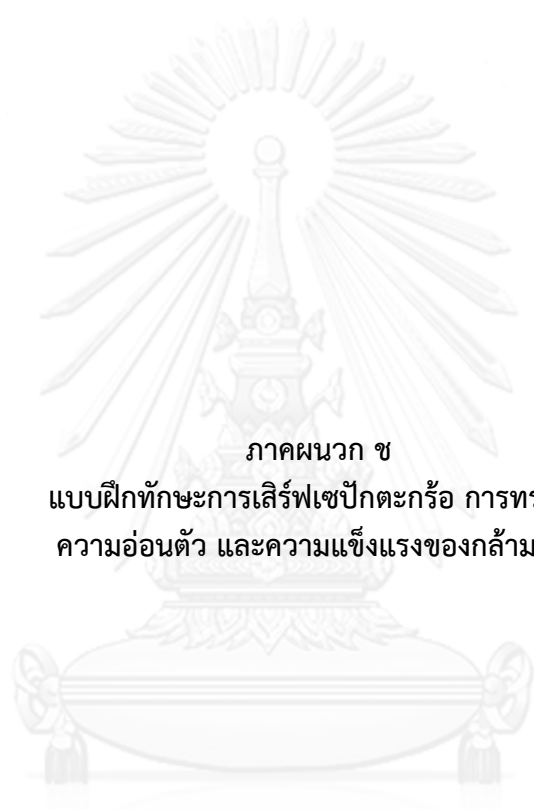 ภาคผนวก ช
แบบฝึกทักษะการเสิร์ฟเซปักตะกร้อ การทร
ความอ่อนตัว และความแข็งแรงของกล้าม